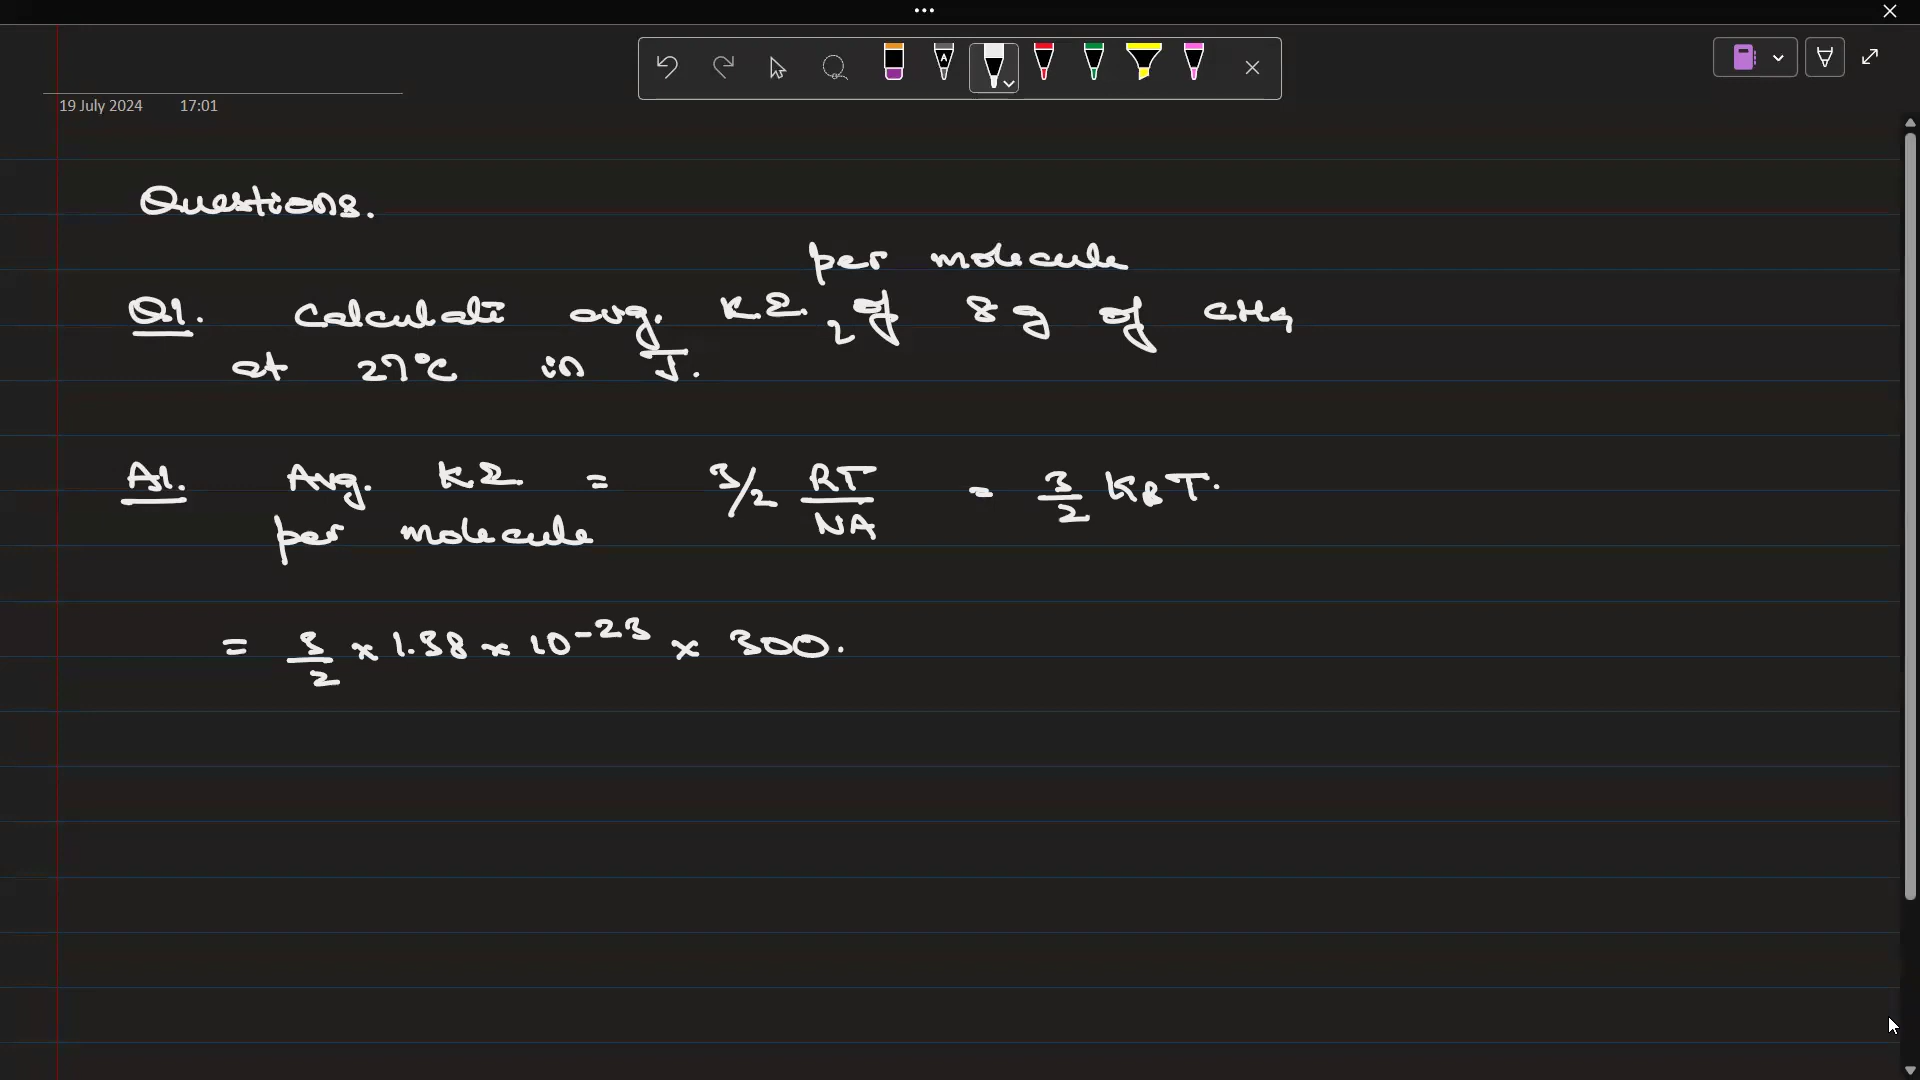 19 July 2024 17:01
Questions.
per molecule
Q1. Calculate avg. K.E. of 8 g of CH4
at 27°C in J.
A1. Avg. KE = 3/2 RT/NA = 3/2 KBT.
per molecule
= 3/2 x 1.38 x 10^-23 x 300.